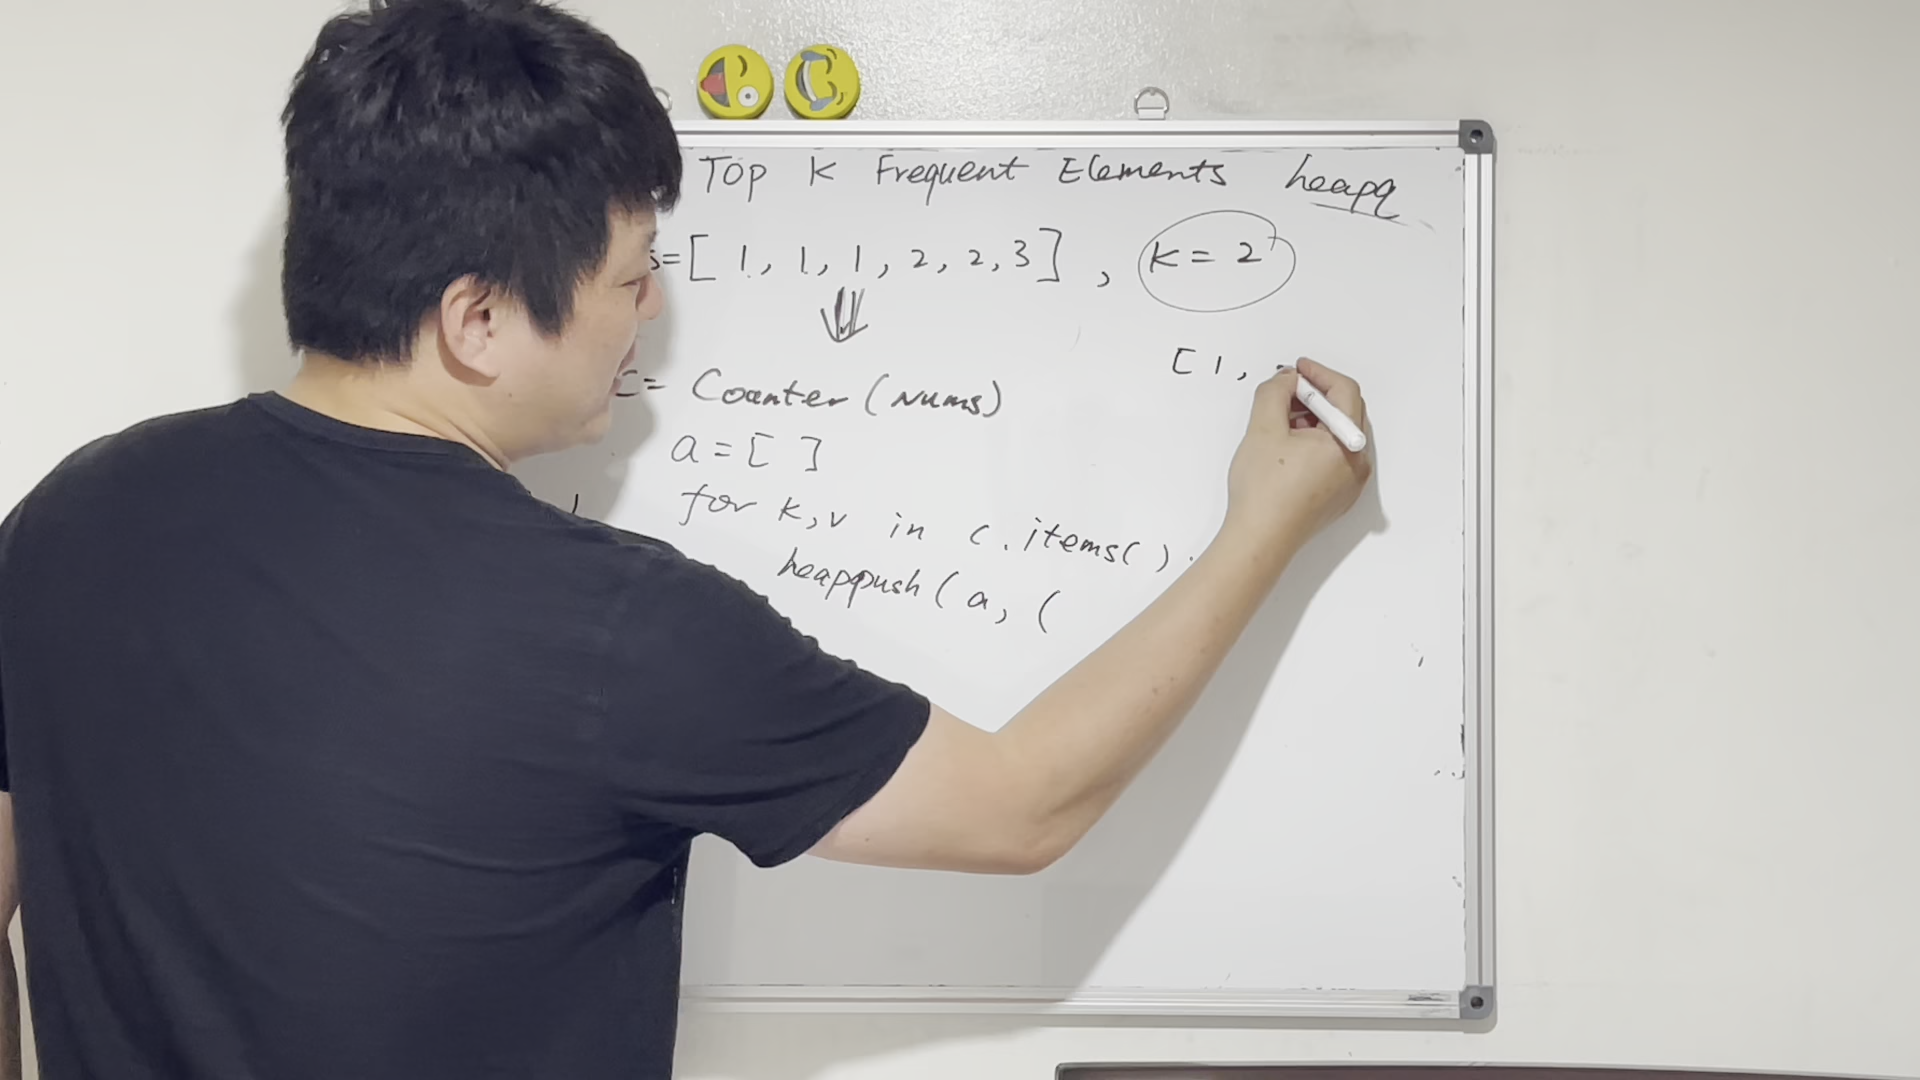 Top K Frequent Elements heapq
s=[1, 1, 1, 2, 2, 3], k = 2
[1,
c= Counter(nums)
a=[ ]
for k,v in c.items() :
heappush(a, (